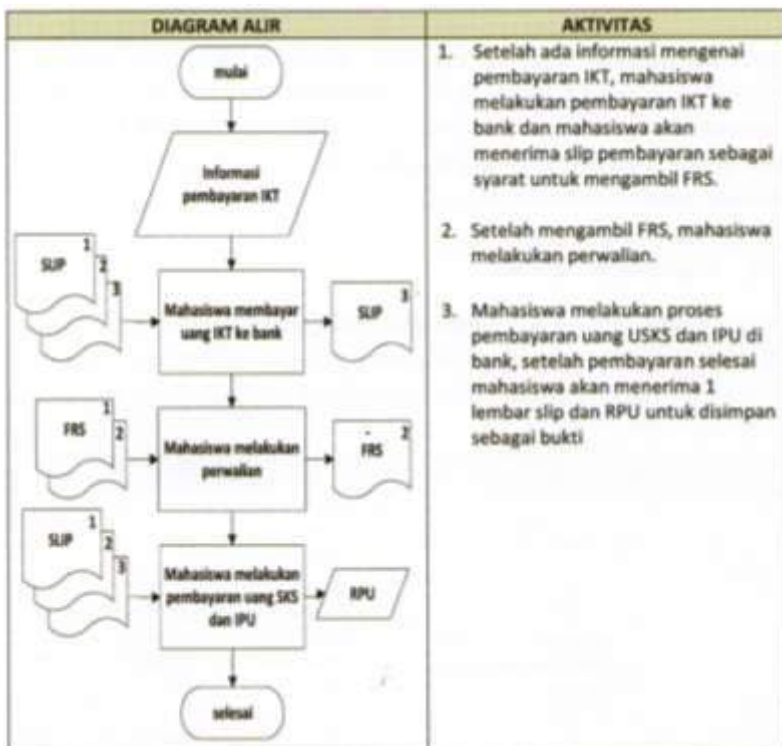 DIAGRAM ALIR
AKTIVITAS
mulai
Informasi
pembayaran IKT
SLIP
1
2
3
Mahasiswa membayar
uang IKT ke bank
SLIP
3
FRS
1
2
Mahasiswa melakukan
perwalian
FRS
2
SLIP
1
2
3
Mahasiswa melakukan
pembayaran uang SKS
dan IPU
RPU
selesai
1. Setelah ada informasi mengenai
pembayaran IKT, mahasiswa
melakukan pembayaran IKT ke
bank dan mahasiswa akan
menerima slip pembayaran sebagai
syarat untuk mengambil FRS.
2. Setelah mengambil FRS, mahasiswa
melakukan perwalian.
3. Mahasiswa melakukan proses
pembayaran uang USKS dan IPU di
bank, setelah pembayaran selesai
mahasiswa akan menerima 1
lembar slip dan RPU untuk disimpan
sebagai bukti